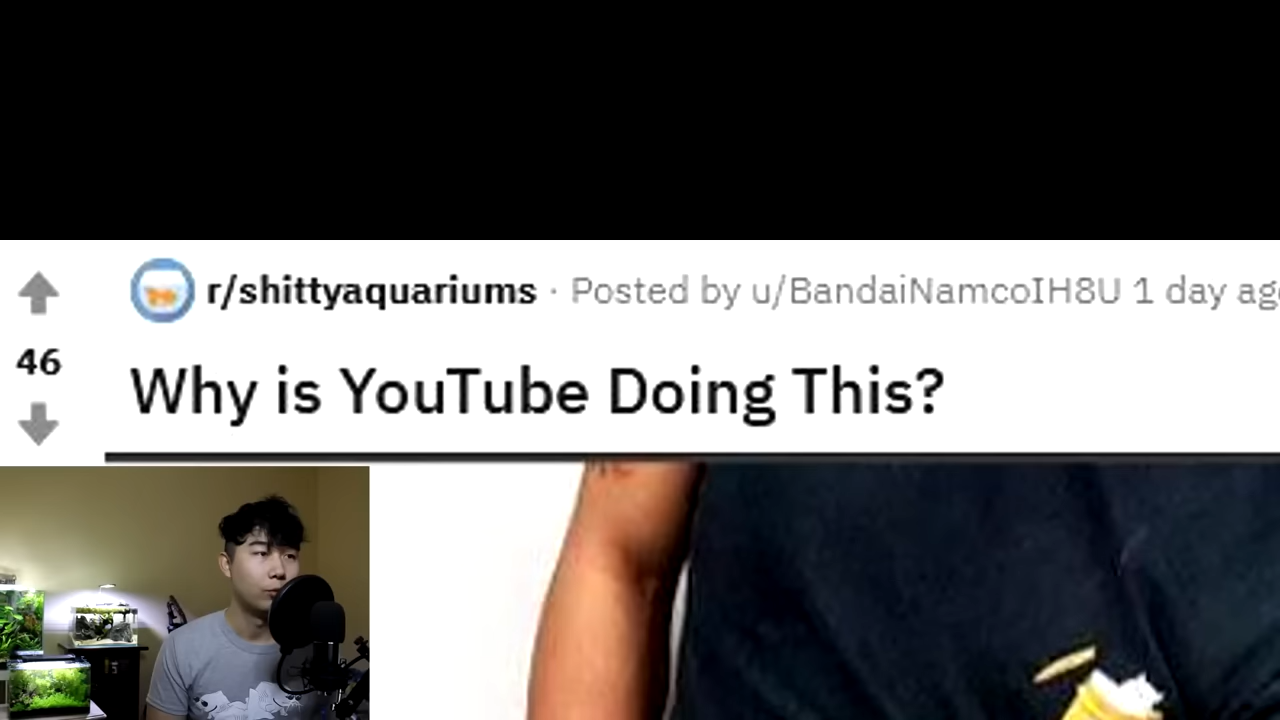 r/shittyaquariums · Posted by u/BandaiNamcoIH8U 1 day ag
46
Why is YouTube Doing This?